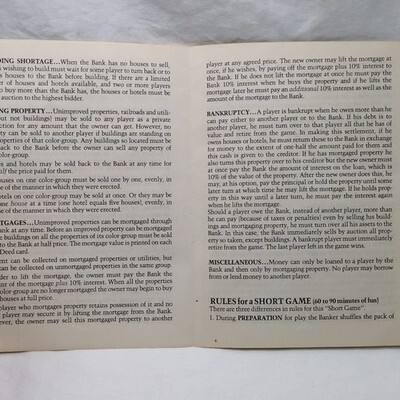 DING SHORTAGE...When the Bank has no houses to sell,
wishing to build must wait for some player to turn back or to
s houses to the Bank before building. If there are a limited
er of houses and hotels available, and two or more players
o buy more than the Bank has, the houses or hotels must be
auction to the highest bidder.
NG PROPERTY...Unimproved properties, railroads and utili-
ut not buildings) may be sold to any player as a private
ction for any amount that the owner can get. However, no
ty can be sold to another player if buildings are standing on
operties of that color-group. Any buildings so located must be
ack to the Bank before the owner can sell any property of
olor-group.
s and hotels may be sold back to the Bank at any time for
alf the price paid for them.
ouses on one color-group must be sold one by one, evenly, in
e of the manner in which they were erected.
otels on one color-group may be sold at once. Or they may be
ne house at a time (one hotel equals five houses), evenly, in
e of the manner in which they were erected.
TGAGES...Unimproved properties can be mortgaged through
ank at any time. Before an improved property can be mortgaged
e buildings on all the properties of its color-group must be sold
to the Bank at half price. The mortgage value is printed on each
Deed card.
nt can be collected on mortgaged properties or utilities, but
an be collected on unmortgaged properties in the same group.
der to lift the mortgage, the owner must pay the Bank the
nt of the mortgage plus 10% interest. When all the properties
lor-group are no longer mortgaged the owner may begin to buy
ouses at full price.
player who mortgages property retains possession of it and no
player may secure it by lifting the mortgage from the Bank.
ver, the owner may sell this mortgaged property to another
player at any agreed price. The new owner may lift the mortgage at
once, if he wishes, by paying off the mortgage plus 10% interest to
the Bank. If he does not lift the mortgage at once he must pay the
Bank 10% interest when he buys the property and if he lifts the
mortgage later he must pay an additional 10% interest as well as the
amount of the mortgage to the Bank.
BANKRUPTCY...A player is bankrupt when he owes more than he
can pay either to another player or to the Bank. If his debt is to
another player, he must turn over to that player all that he has of
value and retire from the game. In making this settlement, if he
owns houses or hotels, he must return these to the Bank in exchange
for money to the extent of one-half the amount paid for them and
this cash is given to the creditor. If he has mortgaged property he
also turns this property over to his creditor but the new owner must
at once pay the Bank the amount of interest on the loan, which is
10% of the value of the property. After the new owner does this, he
may, at his option, pay the principal or hold the property until some
later turn at which time he may lift the mortgage. If he holds prop-
erty in this way until a later turn, he must pay the interest again
when he lifts the mortgage.
Should a player owe the Bank, instead of another player, more than
he can pay (because of taxes or penalties) even by selling his build-
ings and mortgaging property, he must turn over all his assets to the
Bank. In this case, the Bank immediately sells by auction all prop-
erty so taken, except buildings. A bankrupt player must immediately
retire from the game. The last player left in the game wins.
MISCELLANEOUS...Money can only be loaned to a player by the
Bank and then only by mortgaging property. No player may borrow
from or lend money to another player.
RULES for a SHORT GAME (60 to 90 minutes of fun)
There are three differences in rules for this "Short Game".
1. During PREPARATION for play the Banker shuffles the pack of